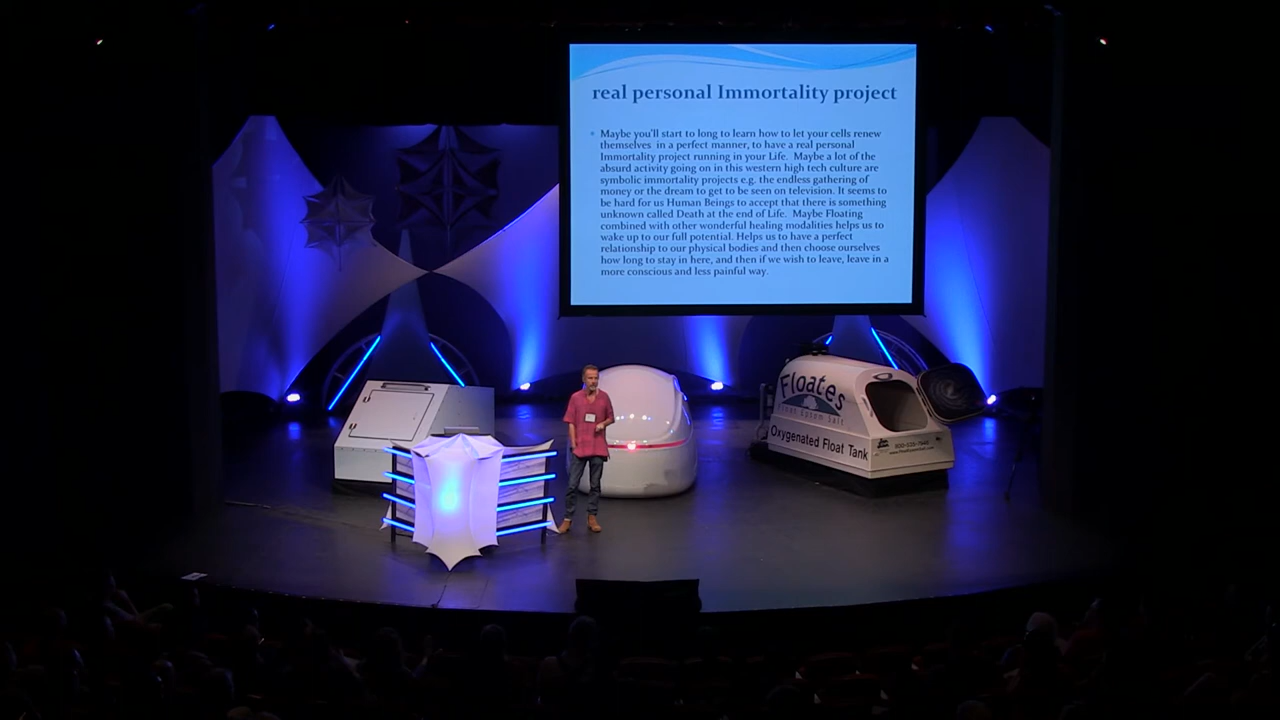 real personal Immortality project
Maybe you'll start to long to learn how to let your cells renew
themselves in a perfect manner, to have a real personal
Immortality project running in your Life. Maybe a lot of the
absurd activity going on in this western high tech culture are
symbolic immortality projects e.g. the endless gathering of
money or the dream to get to be seen on television. It seems to
be hard for us Human Beings to accept that there is something
unknown called Death at the end of Life. Maybe Floating
combined with other wonderful healing modalities helps us to
wake up to our full potential. Helps us to have a perfect
relationship to our physical bodies and then choose ourselves
how long to stay in here, and then if we wish to leave, leave in a
more conscious and less painful way.
Floates
Float Epsom Salt
Oxygenated Float Tank